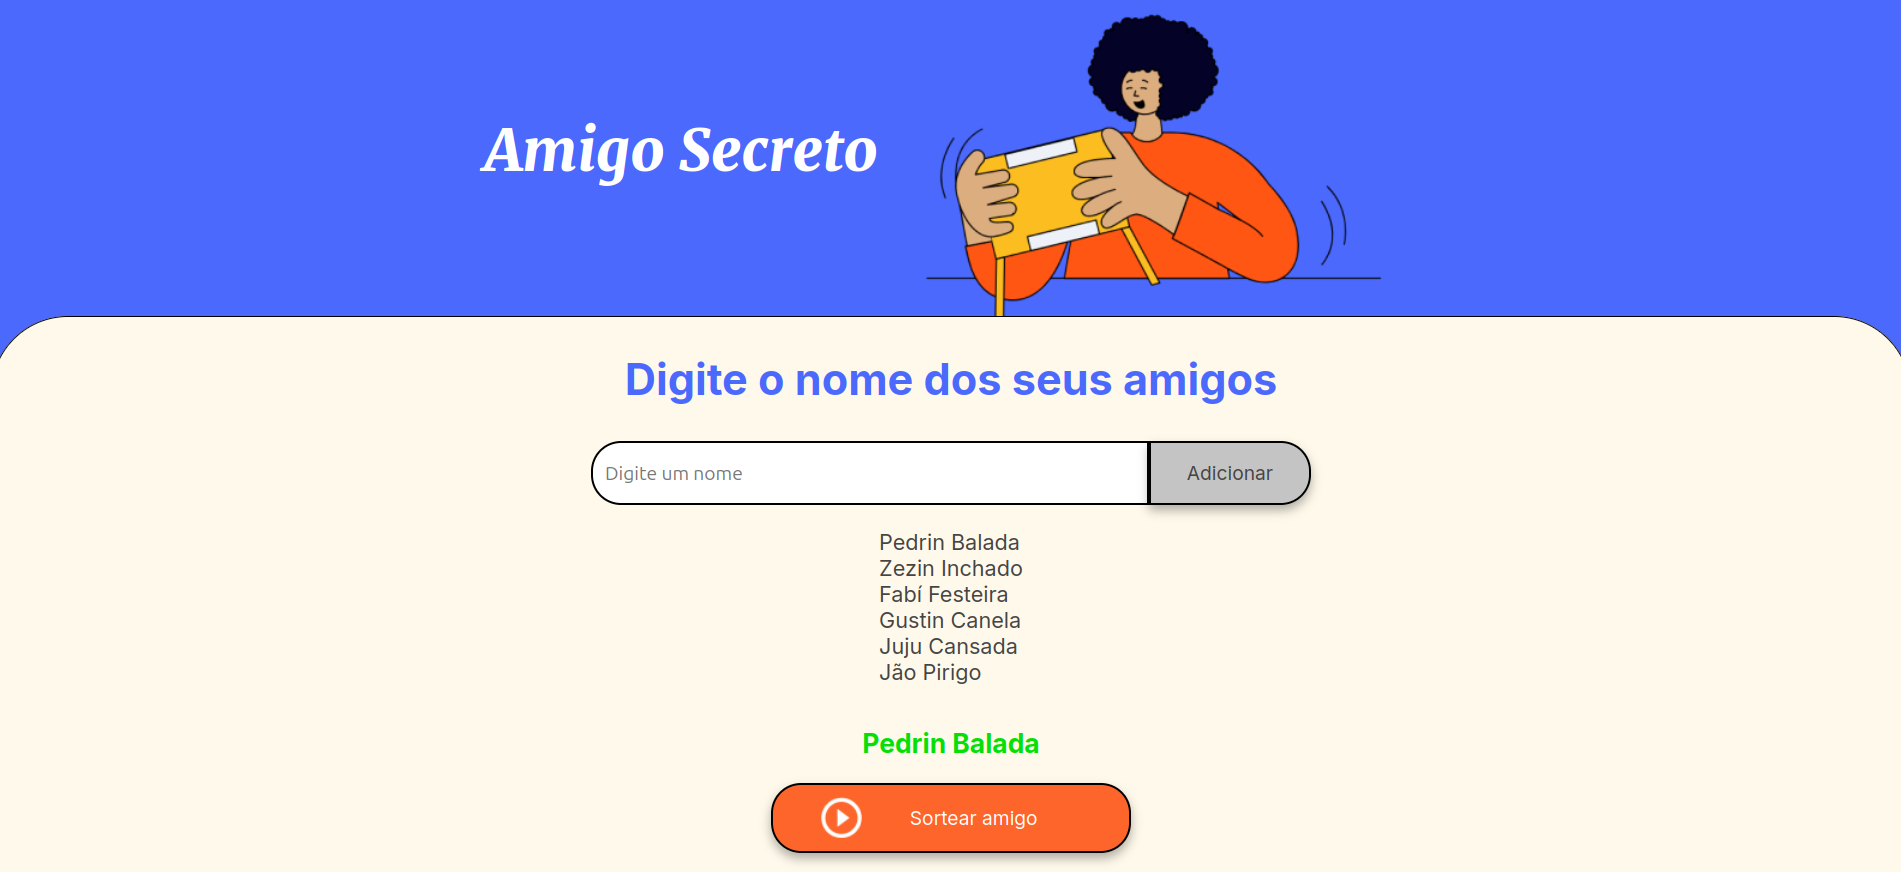 Amigo Secreto
Digite o nome dos seus amigos
Digite um nome
Adicionar
Pedrin Balada
Zezin Inchado
Fabí Festeira
Gustin Canela
Juju Cansada
Jão Pirigo
Pedrin Balada
Sortear amigo